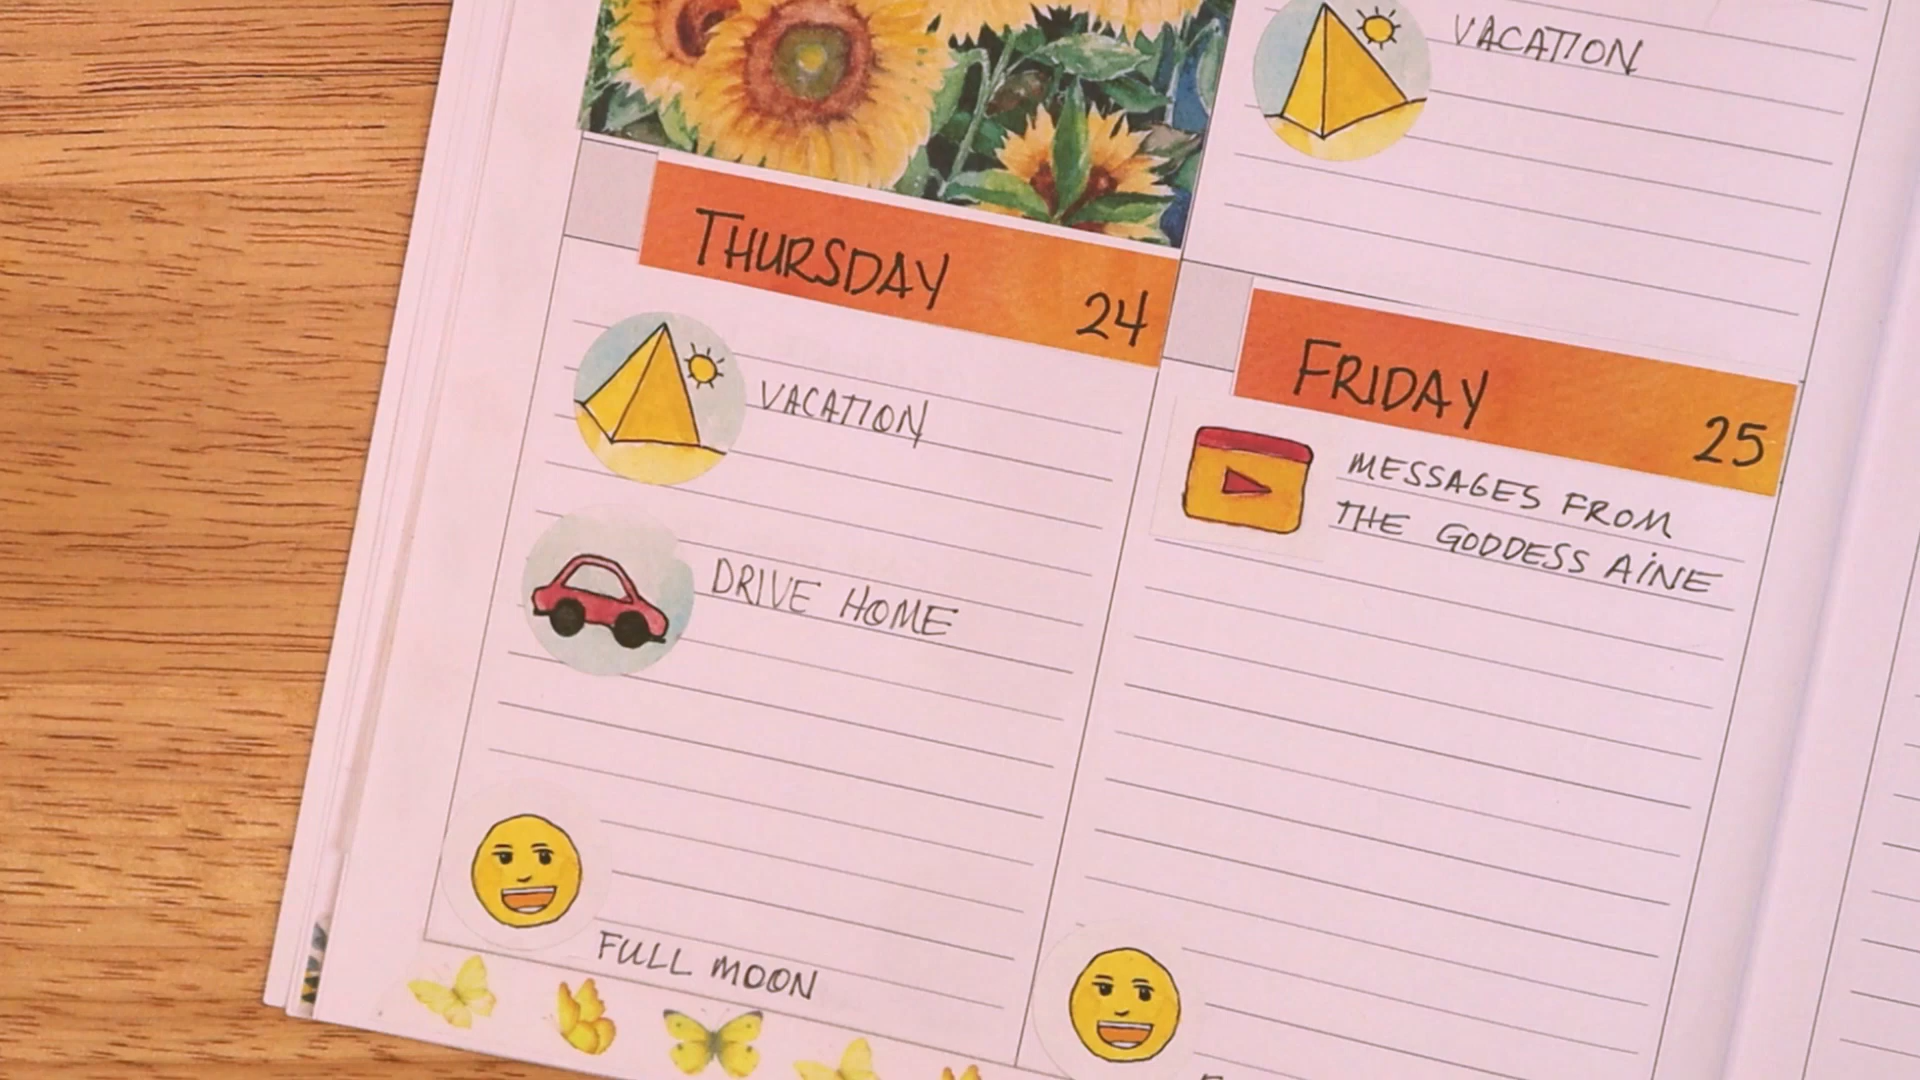 VACATION
THURSDAY 24
VACATION
DRIVE HOME
FULL MOON
FRIDAY 25
MESSAGES FROM
THE GODDESS AINE